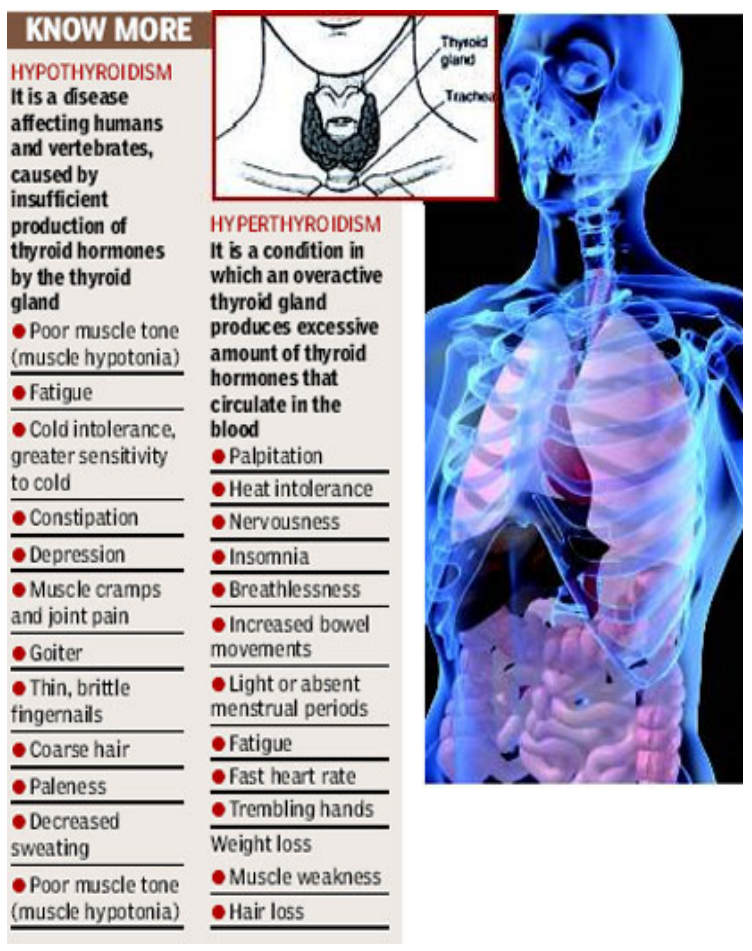 KNOW MORE
HYPOTHYROIDISM
It is a disease
affecting humans
and vertebrates,
caused by
insufficient
production of
thyroid hormones
by the thyroid
gland
● Poor muscle tone
(muscle hypotonia)
● Fatigue
● Cold intolerance,
greater sensitivity
to cold
● Constipation
● Depression
● Muscle cramps
and joint pain
● Goiter
● Thin, brittle
fingernails
● Coarse hair
● Paleness
● Decreased
sweating
● Poor muscle tone
(muscle hypotonia)
Thyroid
gland
Trachea
HYPERTHYROIDISM
It is a condition in
which an overactive
thyroid gland
produces excessive
amount of thyroid
hormones that
circulate in the
blood
● Palpitation
● Heat intolerance
● Nervousness
● Insomnia
● Breathlessness
● Increased bowel
movements
● Light or absent
menstrual periods
● Fatigue
● Fast heart rate
● Trembling hands
Weight loss
● Muscle weakness
● Hair loss